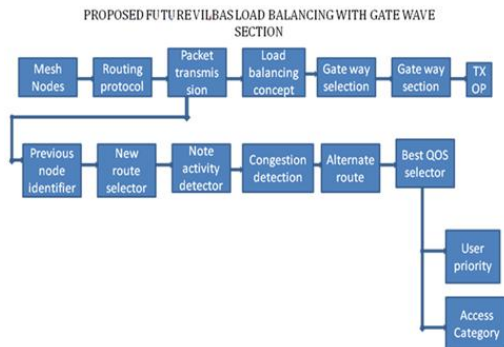 PROPOSED FUTURE VILBAS LOAD BALANCING WITH GATE WAVE
SECTION
Mesh
Nodes
Routing
protocol
Packet
transmis
sion
Load
balancing
concept
Gate way
selection
Gate way
section
TX
OP
Previous
node
identifier
New
route
selector
Note
activity
detector
Congestion
detection
Alternate
route
Best QOS
selector
User
priority
Access
Category